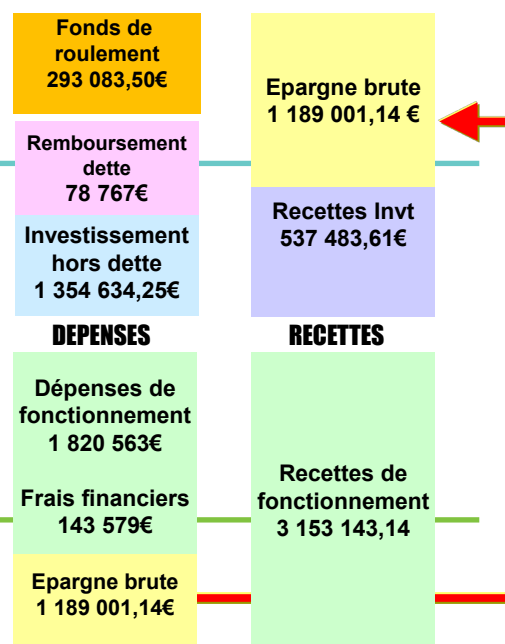 Fonds de
roulement
293 083,50€
Remboursement
dette
78 767€
Investissement
hors dette
1 354 634,25€
Epargne brute
1 189 001,14 €
Recettes Invt
537 483,61€
DEPENSES
RECETTES
Dépenses de
fonctionnement
1 820 563€
Frais financiers
143 579€
Epargne brute
1 189 001,14€
Recettes de
fonctionnement
3 153 143,14